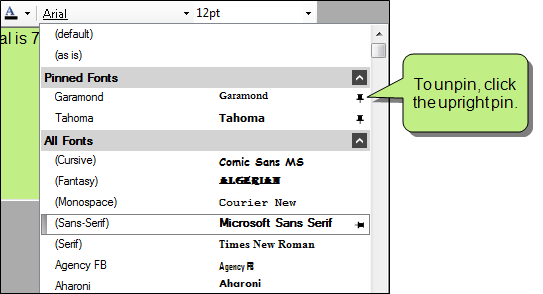 A Arial 12pt
al is 7
(default)
(as is)
Pinned Fonts
Garamond Garamond
Tahoma Tahoma
All Fonts
(Cursive) Comic Sans MS
(Fantasy) ALGERIAN
(Monospace) Courier New
(Sans-Serif) Microsoft Sans Serif
(Serif) Times New Roman
Agency FB Agency FB
Aharoni Aharoni
To unpin, click
the upright pin.